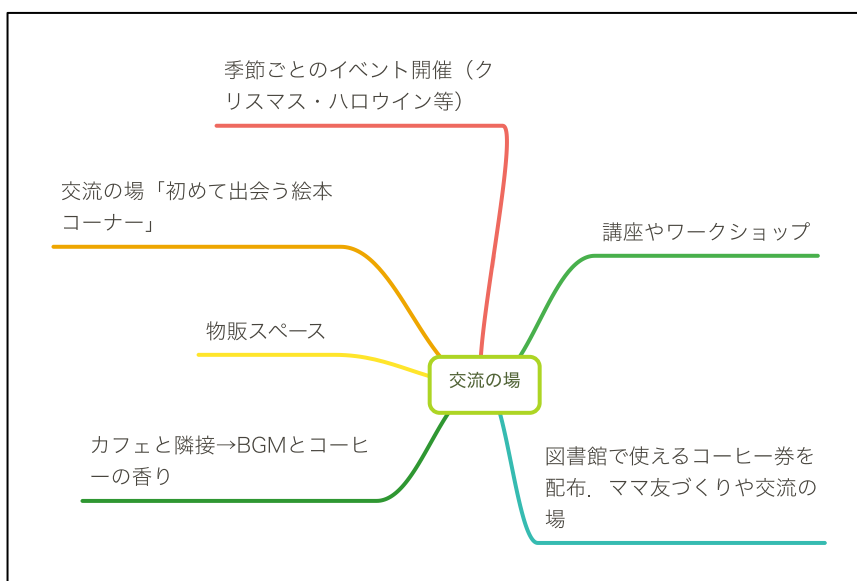 季節ごとのイベント開催（ク
リスマス・ハロウイン等）
交流の場「初めて出会う絵本
コーナー」
講座やワークショップ
物販スペース
交流の場
カフェと隣接→BGMとコーヒ
ーの香り
図書館で使えるコーヒー券を
配布．ママ友づくりや交流の
場